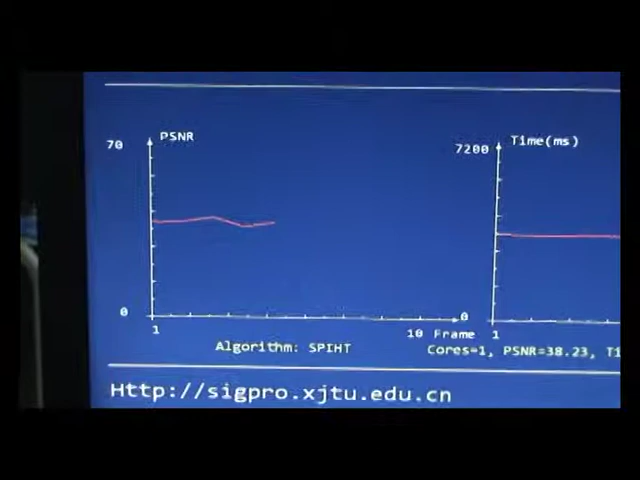 PSNR
70
0
1
10 Frame
Algorithm: SPIHT
Time(ms)
7200
0
1
Cores=1, PSNR=38.23,
Http://sigpro.xjtu.edu.cn